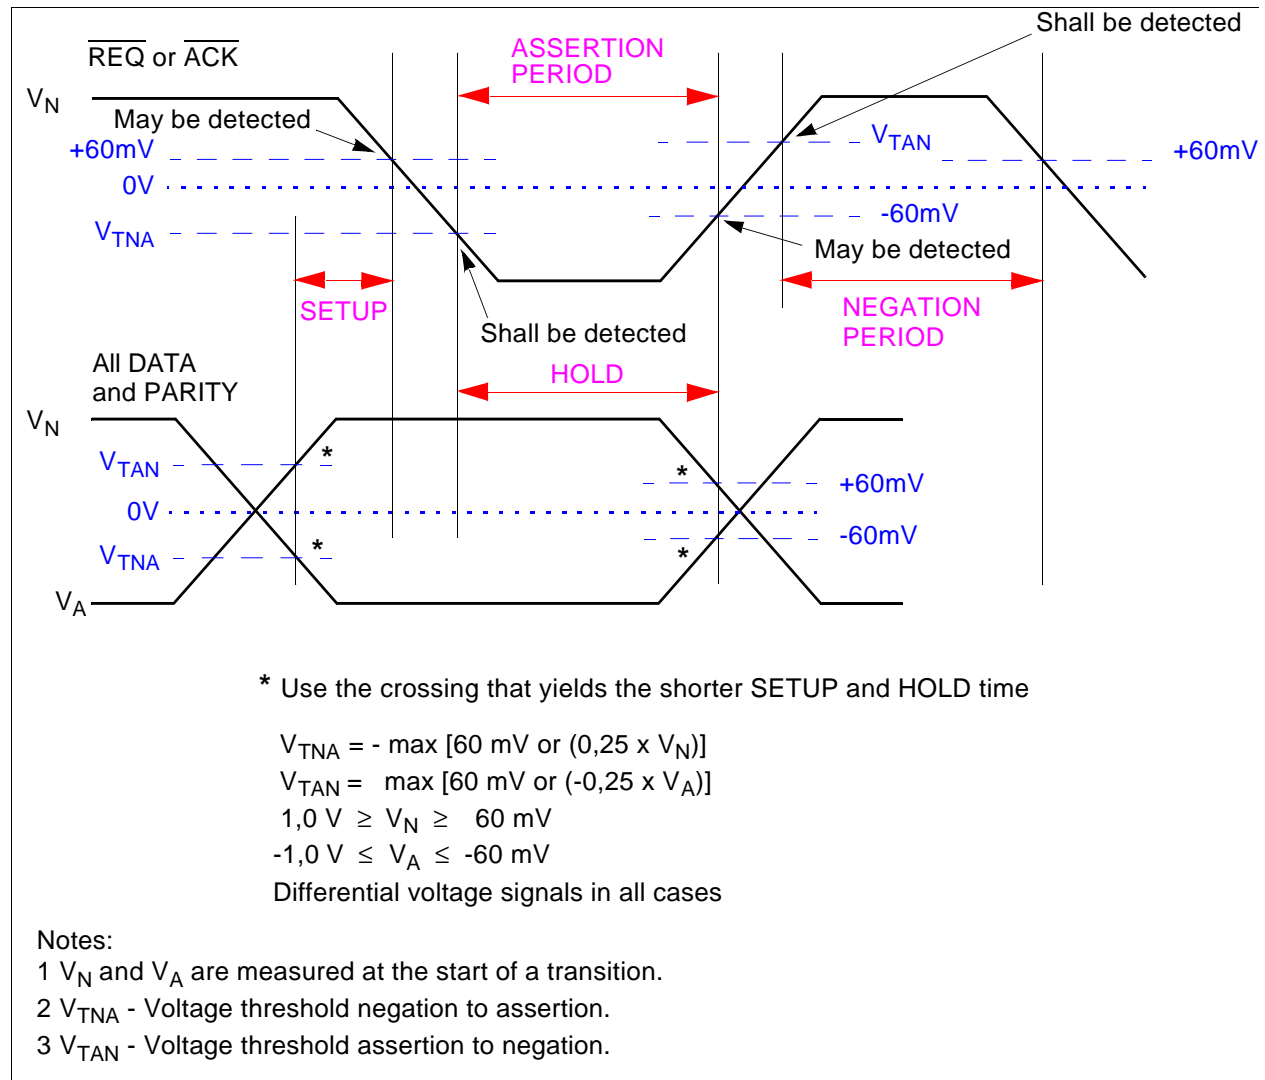 Shall be detected
REQ or ACK
ASSERTION
PERIOD
VN
May be detected
VTAN
+60mV
+60mV
0V
-60mV
VTNA
May be detected
SETUP
NEGATION
PERIOD
Shall be detected
All DATA
and PARITY
HOLD
VN
VTAN
*
*
+60mV
0V
-60mV
VTNA
*
*
VA
* Use the crossing that yields the shorter SETUP and HOLD time
VTNA = - max [60 mV or (0,25 x VN)]
VTAN = max [60 mV or (-0,25 x VA)]
1,0 V ≥ VN ≥ 60 mV
-1,0 V ≤ VA ≤ -60 mV
Differential voltage signals in all cases
Notes:
1 VN and VA are measured at the start of a transition.
2 VTNA - Voltage threshold negation to assertion.
3 VTAN - Voltage threshold assertion to negation.